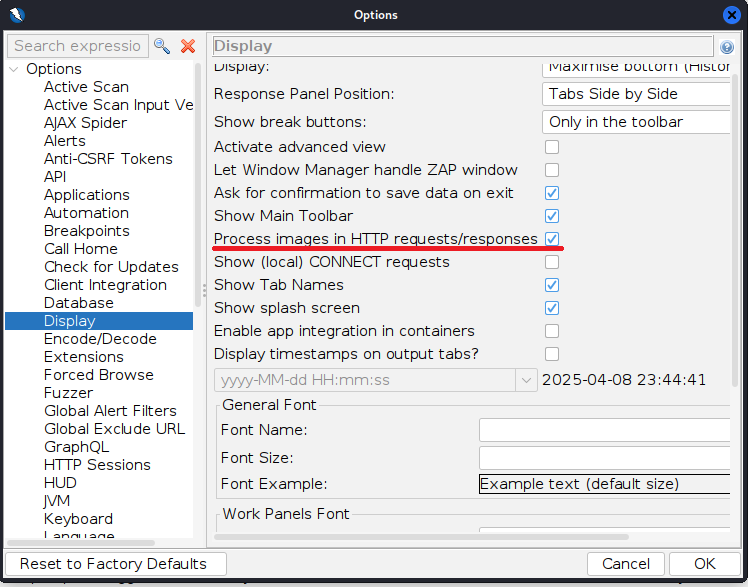 Options
Search expressio
Display
Options
Active Scan
Active Scan Input Ve
AJAX Spider
Alerts
Anti-CSRF Tokens
API
Applications
Automation
Breakpoints
Call Home
Check for Updates
Client Integration
Database
Display
Encode/Decode
Extensions
Forced Browse
Fuzzer
Global Alert Filters
Global Exclude URL
GraphQL
HTTP Sessions
HUD
JVM
Keyboard
Language
Display: Maximise bottom (Histor
Response Panel Position: Tabs Side by Side
Show break buttons: Only in the toolbar
Activate advanced view
Let Window Manager handle ZAP window
Ask for confirmation to save data on exit
Show Main Toolbar
Process images in HTTP requests/responses
Show (local) CONNECT requests
Show Tab Names
Show splash screen
Enable app integration in containers
Display timestamps on output tabs?
yyyy-MM-dd HH:mm:ss 2025-04-08 23:44:41
General Font
Font Name:
Font Size:
Font Example: Example text (default size)
Work Panels Font
Reset to Factory Defaults Cancel OK